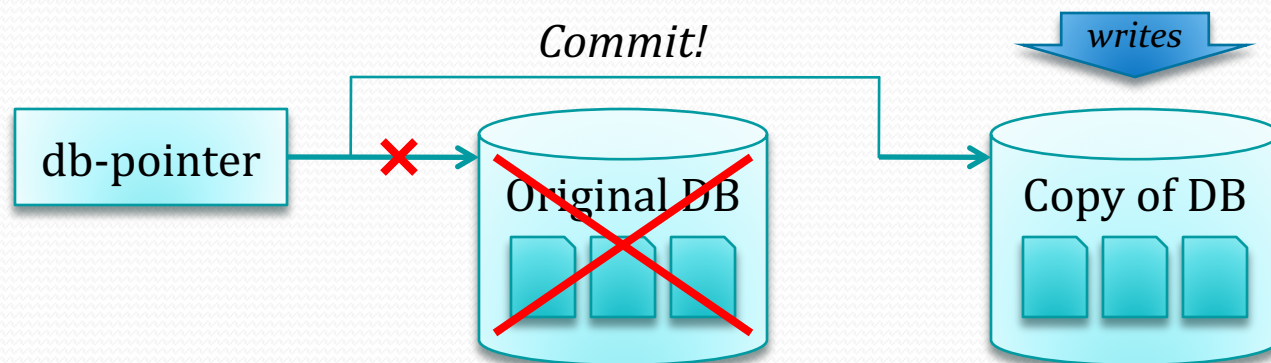 Commit!
writes
db-pointer
Original DB
Copy of DB